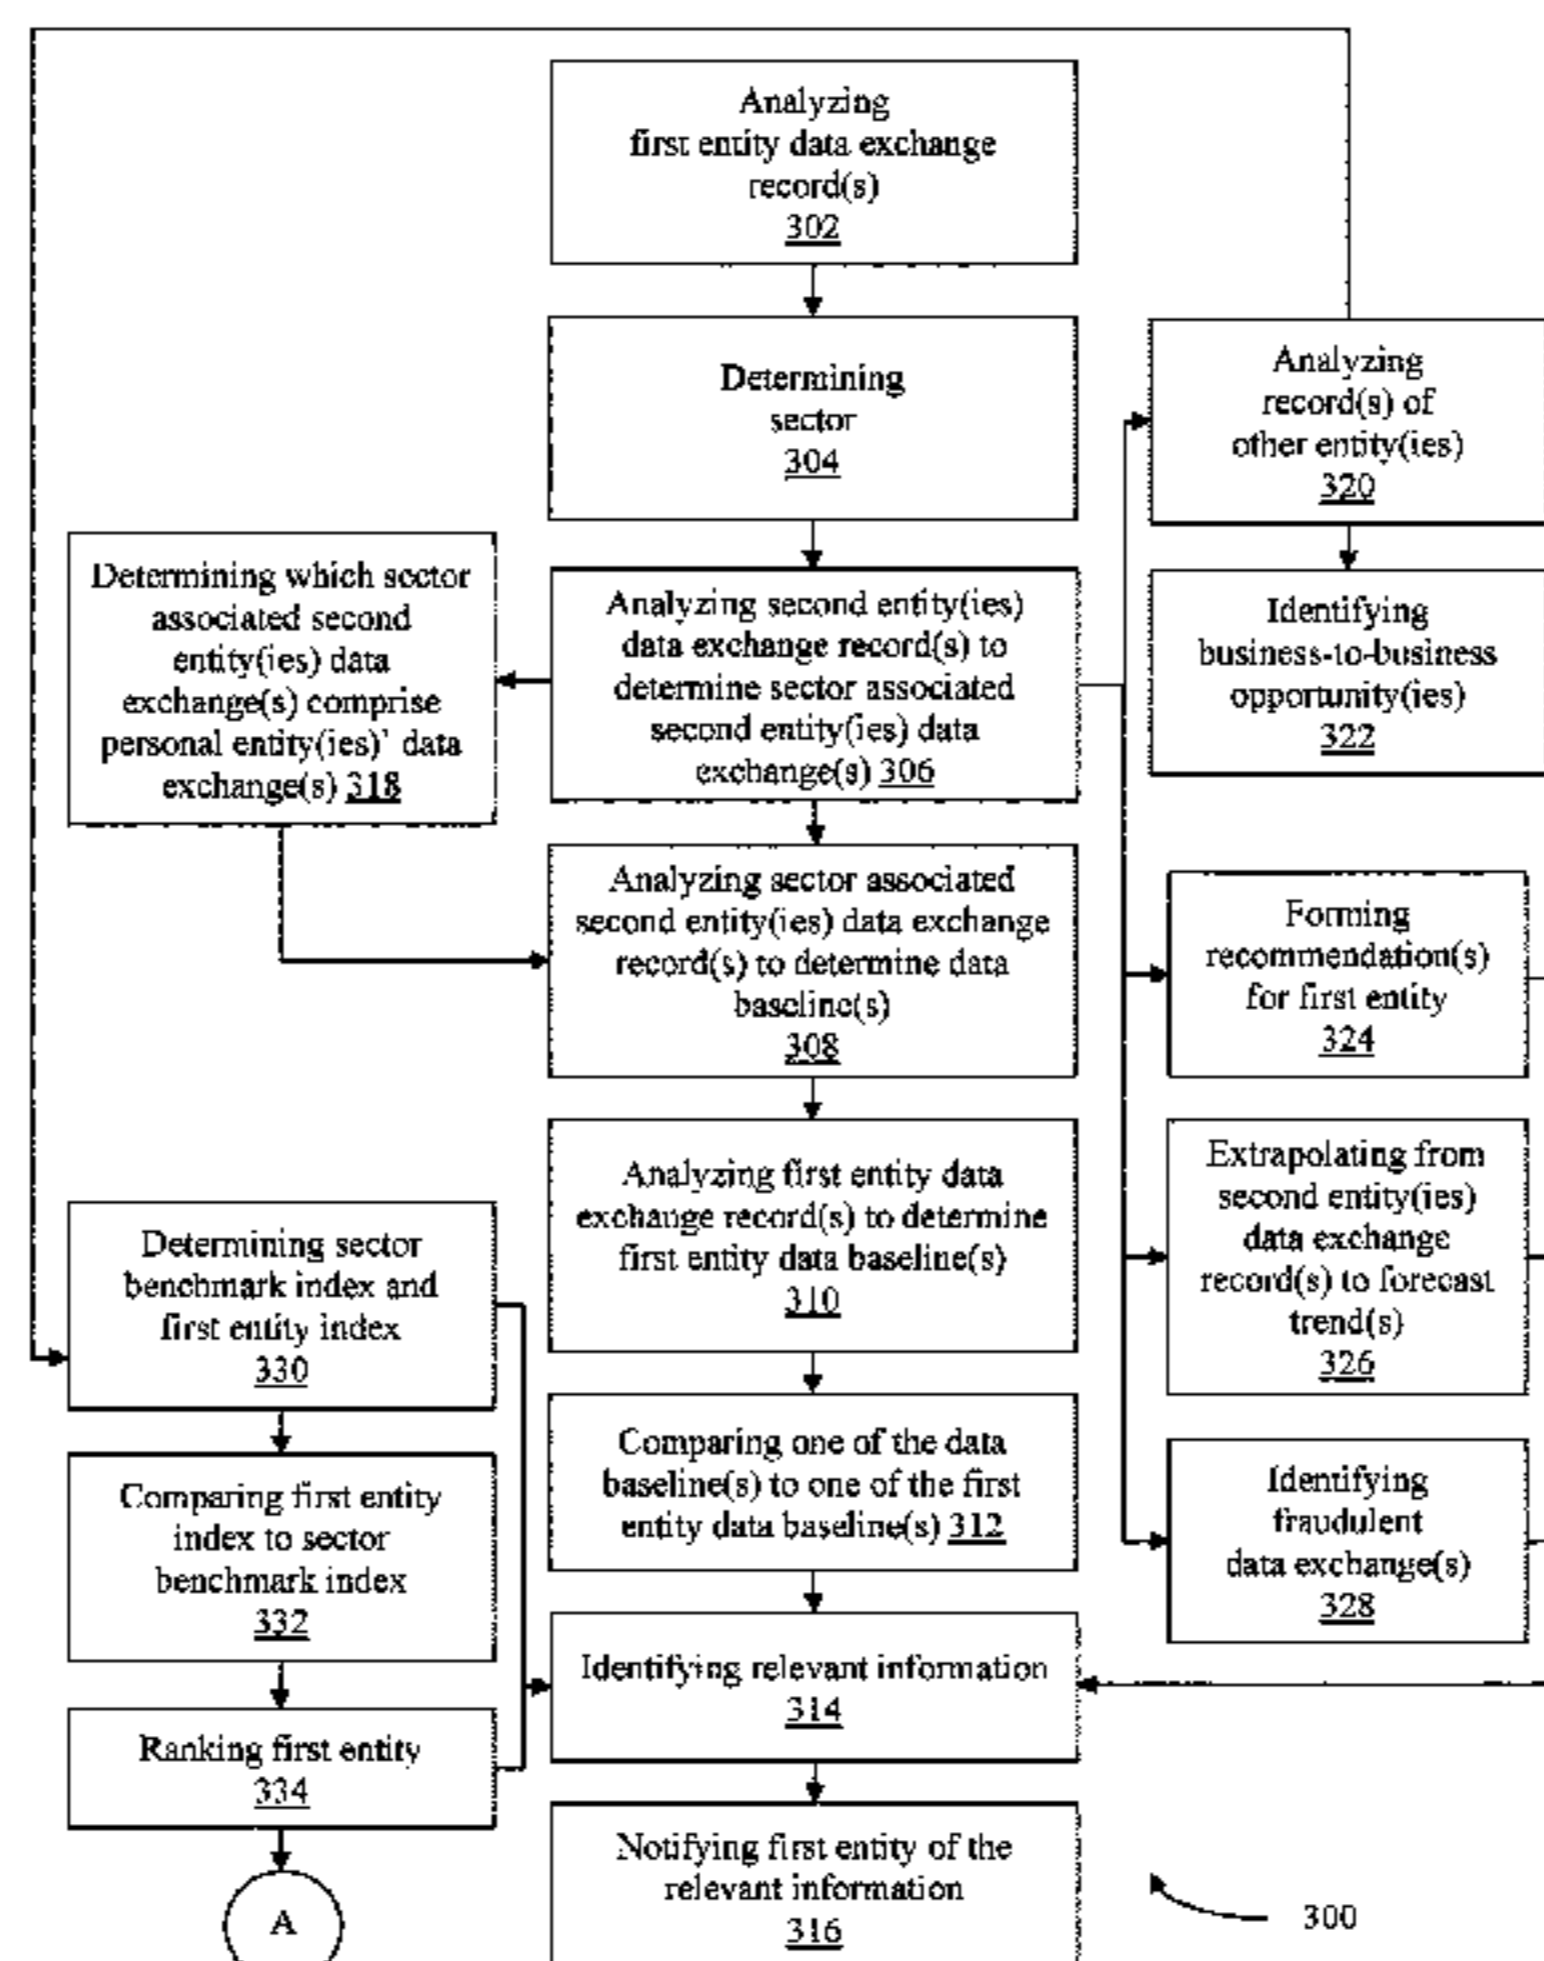 Analyzing
first entity data exchange
record(s)
302
Determining
sector
304
Analyzing
record(s) of
other entity(ies)
320
Determining which sector
associated second
entity(ies) data
exchange(s) comprise
personal entity(ies)' data
exchange(s) 318
Analyzing second entity(ies)
data exchange record(s) to
determine sector associated
second entity(ies) data
exchange(s) 306
Identifying
business-to-business
opportunity(ies)
322
Analyzing sector associated
second entity(ies) data exchange
record(s) to determine data
baseline(s)
308
Forming
recommendation(s)
for first entity
324
Analyzing first entity data
exchange record(s) to determine
first entity data baseline(s)
310
Extrapolating from
second entity(ies)
data exchange
record(s) to forecast
trend(s)
326
Determining sector
benchmark index and
first entity index
330
Comparing one of the data
baseline(s) to one of the first
entity data baseline(s) 312
Identifying
fraudulent
data exchange(s)
328
Comparing first entity
index to sector
benchmark index
332
Identifying relevant information
314
Ranking first entity
334
Notifying first entity of the
relevant information
316
A
300